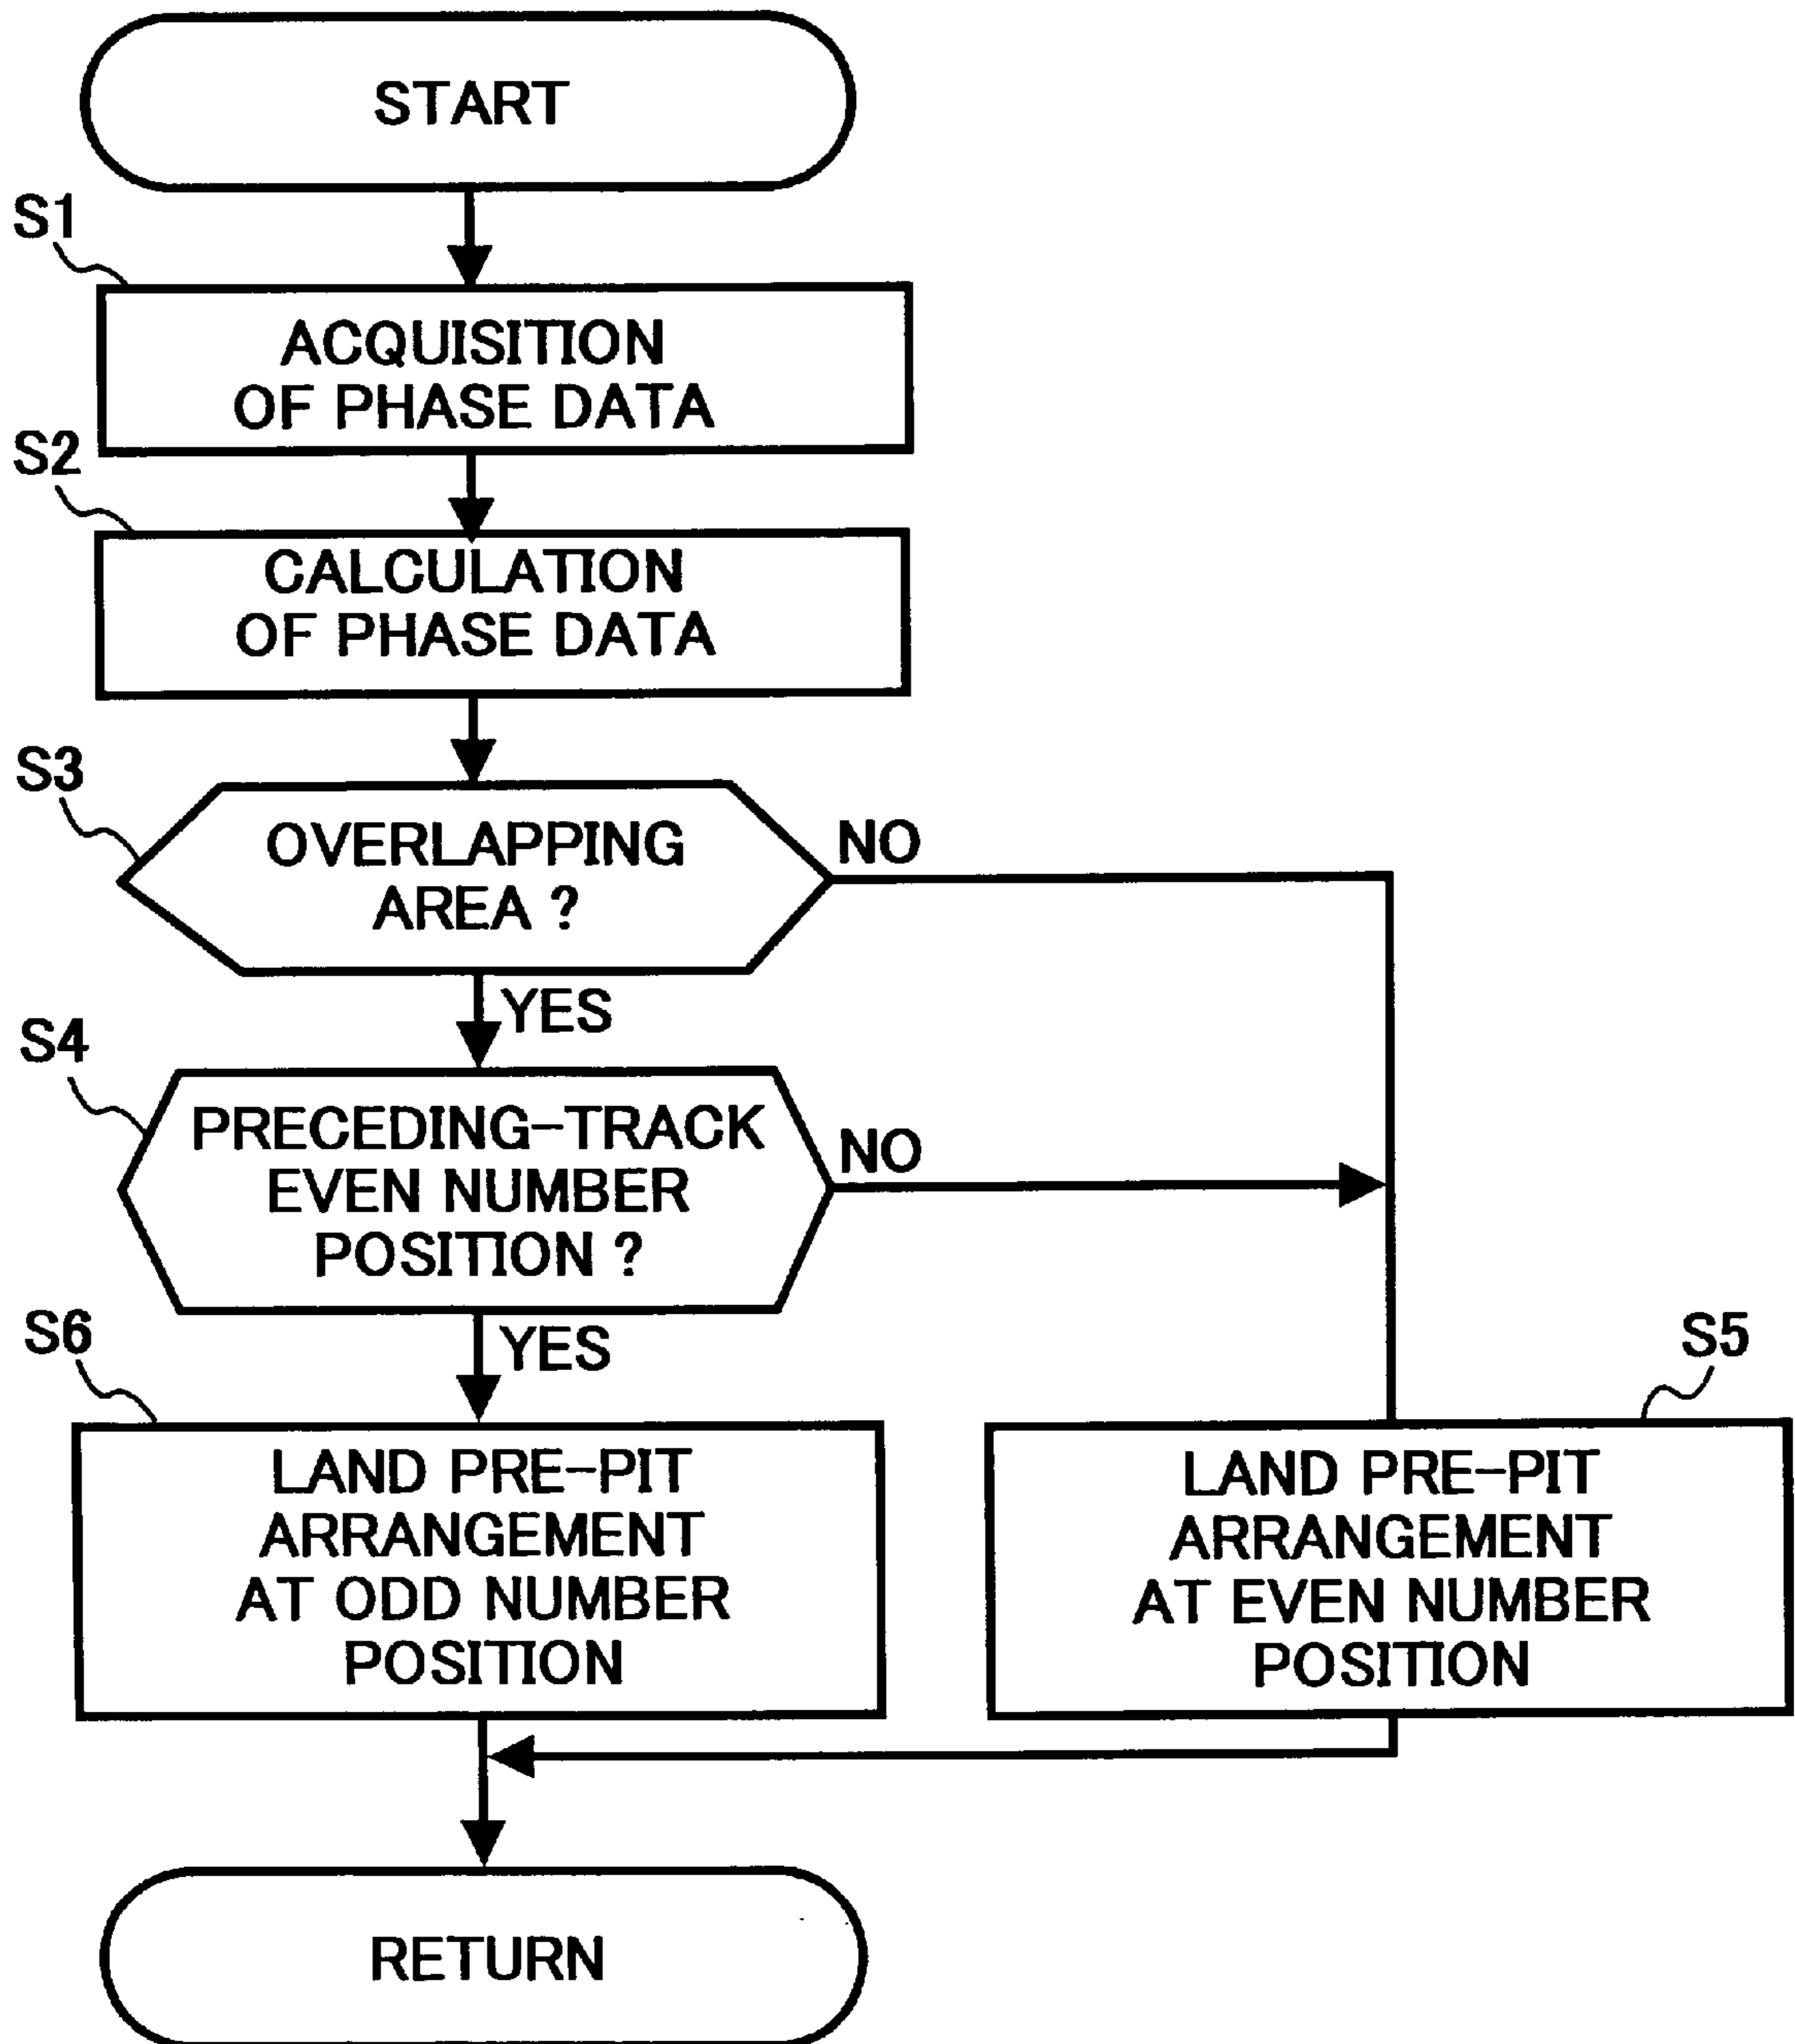 START
S1
ACQUISITION
OF PHASE DATA
S2
CALCULATION
OF PHASE DATA
S3
OVERLAPPING
AREA ?
NO
YES
S4
PRECEDING-TRACK
EVEN NUMBER
POSITION ?
NO
YES
S6
LAND PRE-PIT
ARRANGEMENT
AT ODD NUMBER
POSITION
S5
LAND PRE-PIT
ARRANGEMENT
AT EVEN NUMBER
POSITION
RETURN